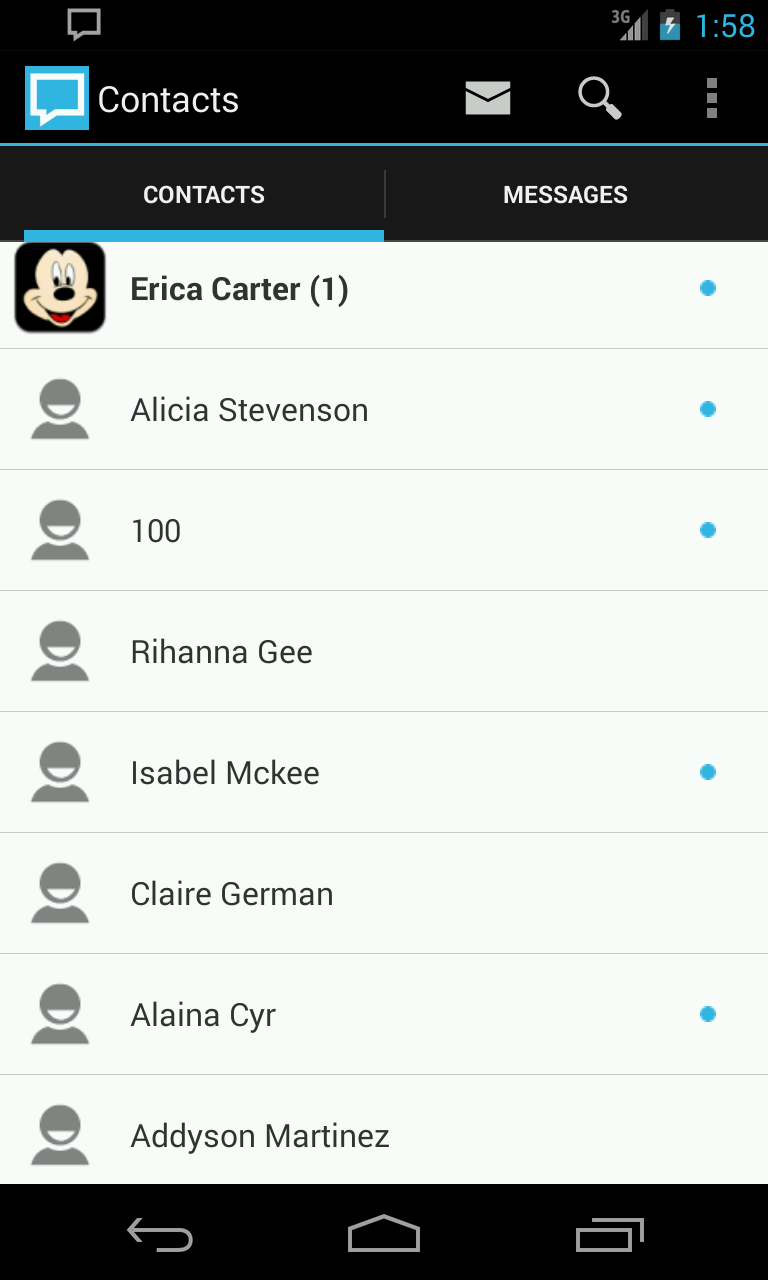 3G 1:58
Contacts
CONTACTS MESSAGES
Erica Carter (1)
Alicia Stevenson
100
Rihanna Gee
Isabel Mckee
Claire German
Alaina Cyr
Addyson Martinez